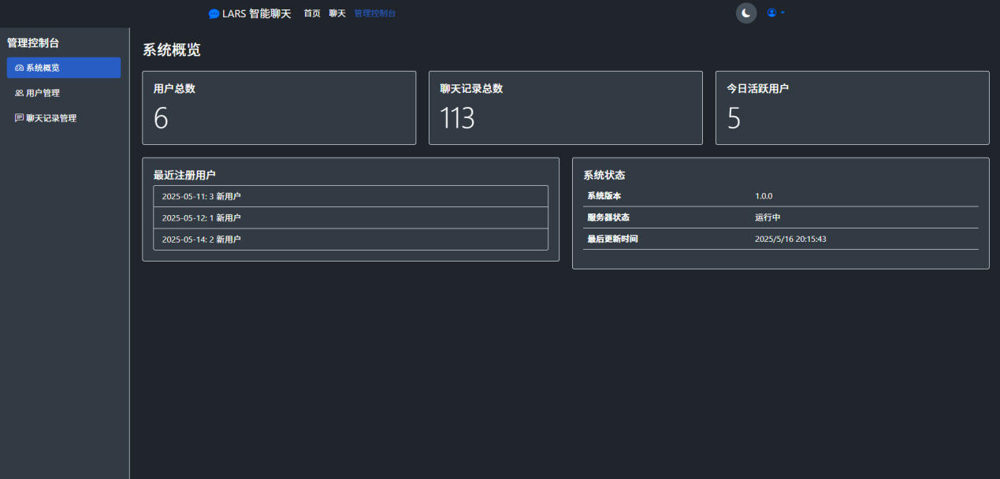 LARS 智能聊天 首页 聊天 管理控制台
管理控制台
系统概览
用户管理
聊天记录管理
系统概览
用户总数
6
聊天记录总数
113
今日活跃用户
5
最近注册用户
2025-05-11: 3 新用户
2025-05-12: 1 新用户
2025-05-14: 2 新用户
系统状态
系统版本 1.0.0
服务器状态 运行中
最后更新时间 2025/5/16 20:15:43